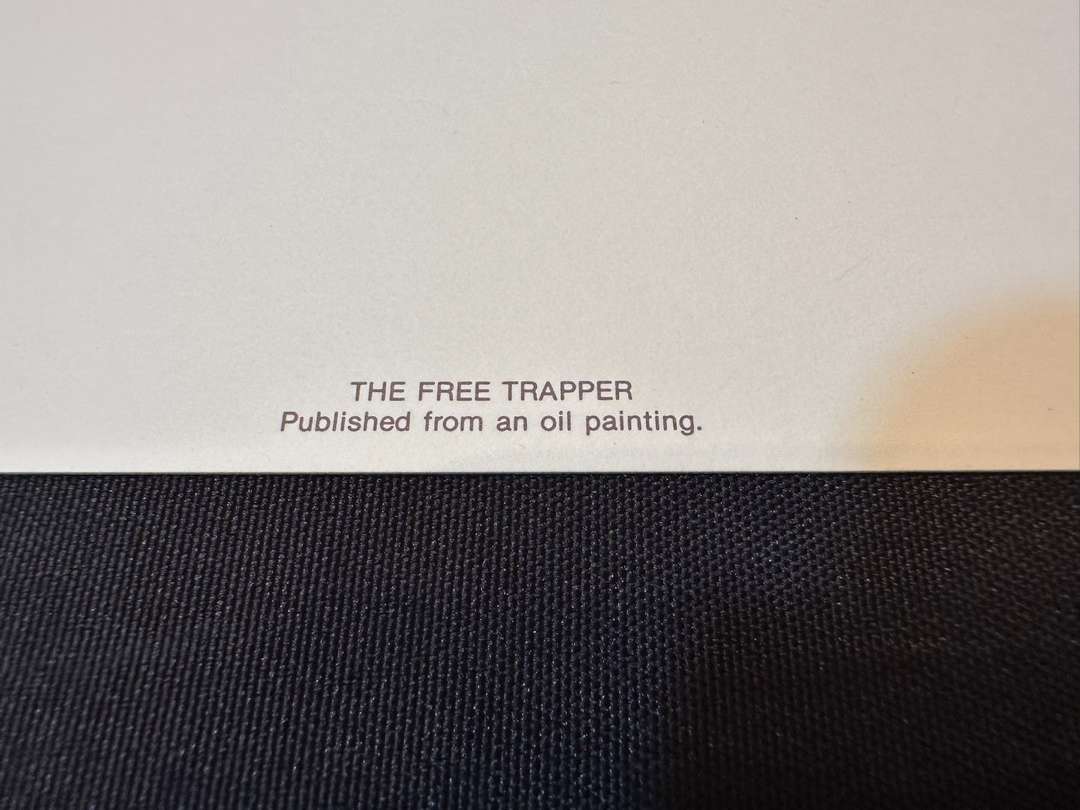 THE FREE TRAPPER
Published from an oil painting.